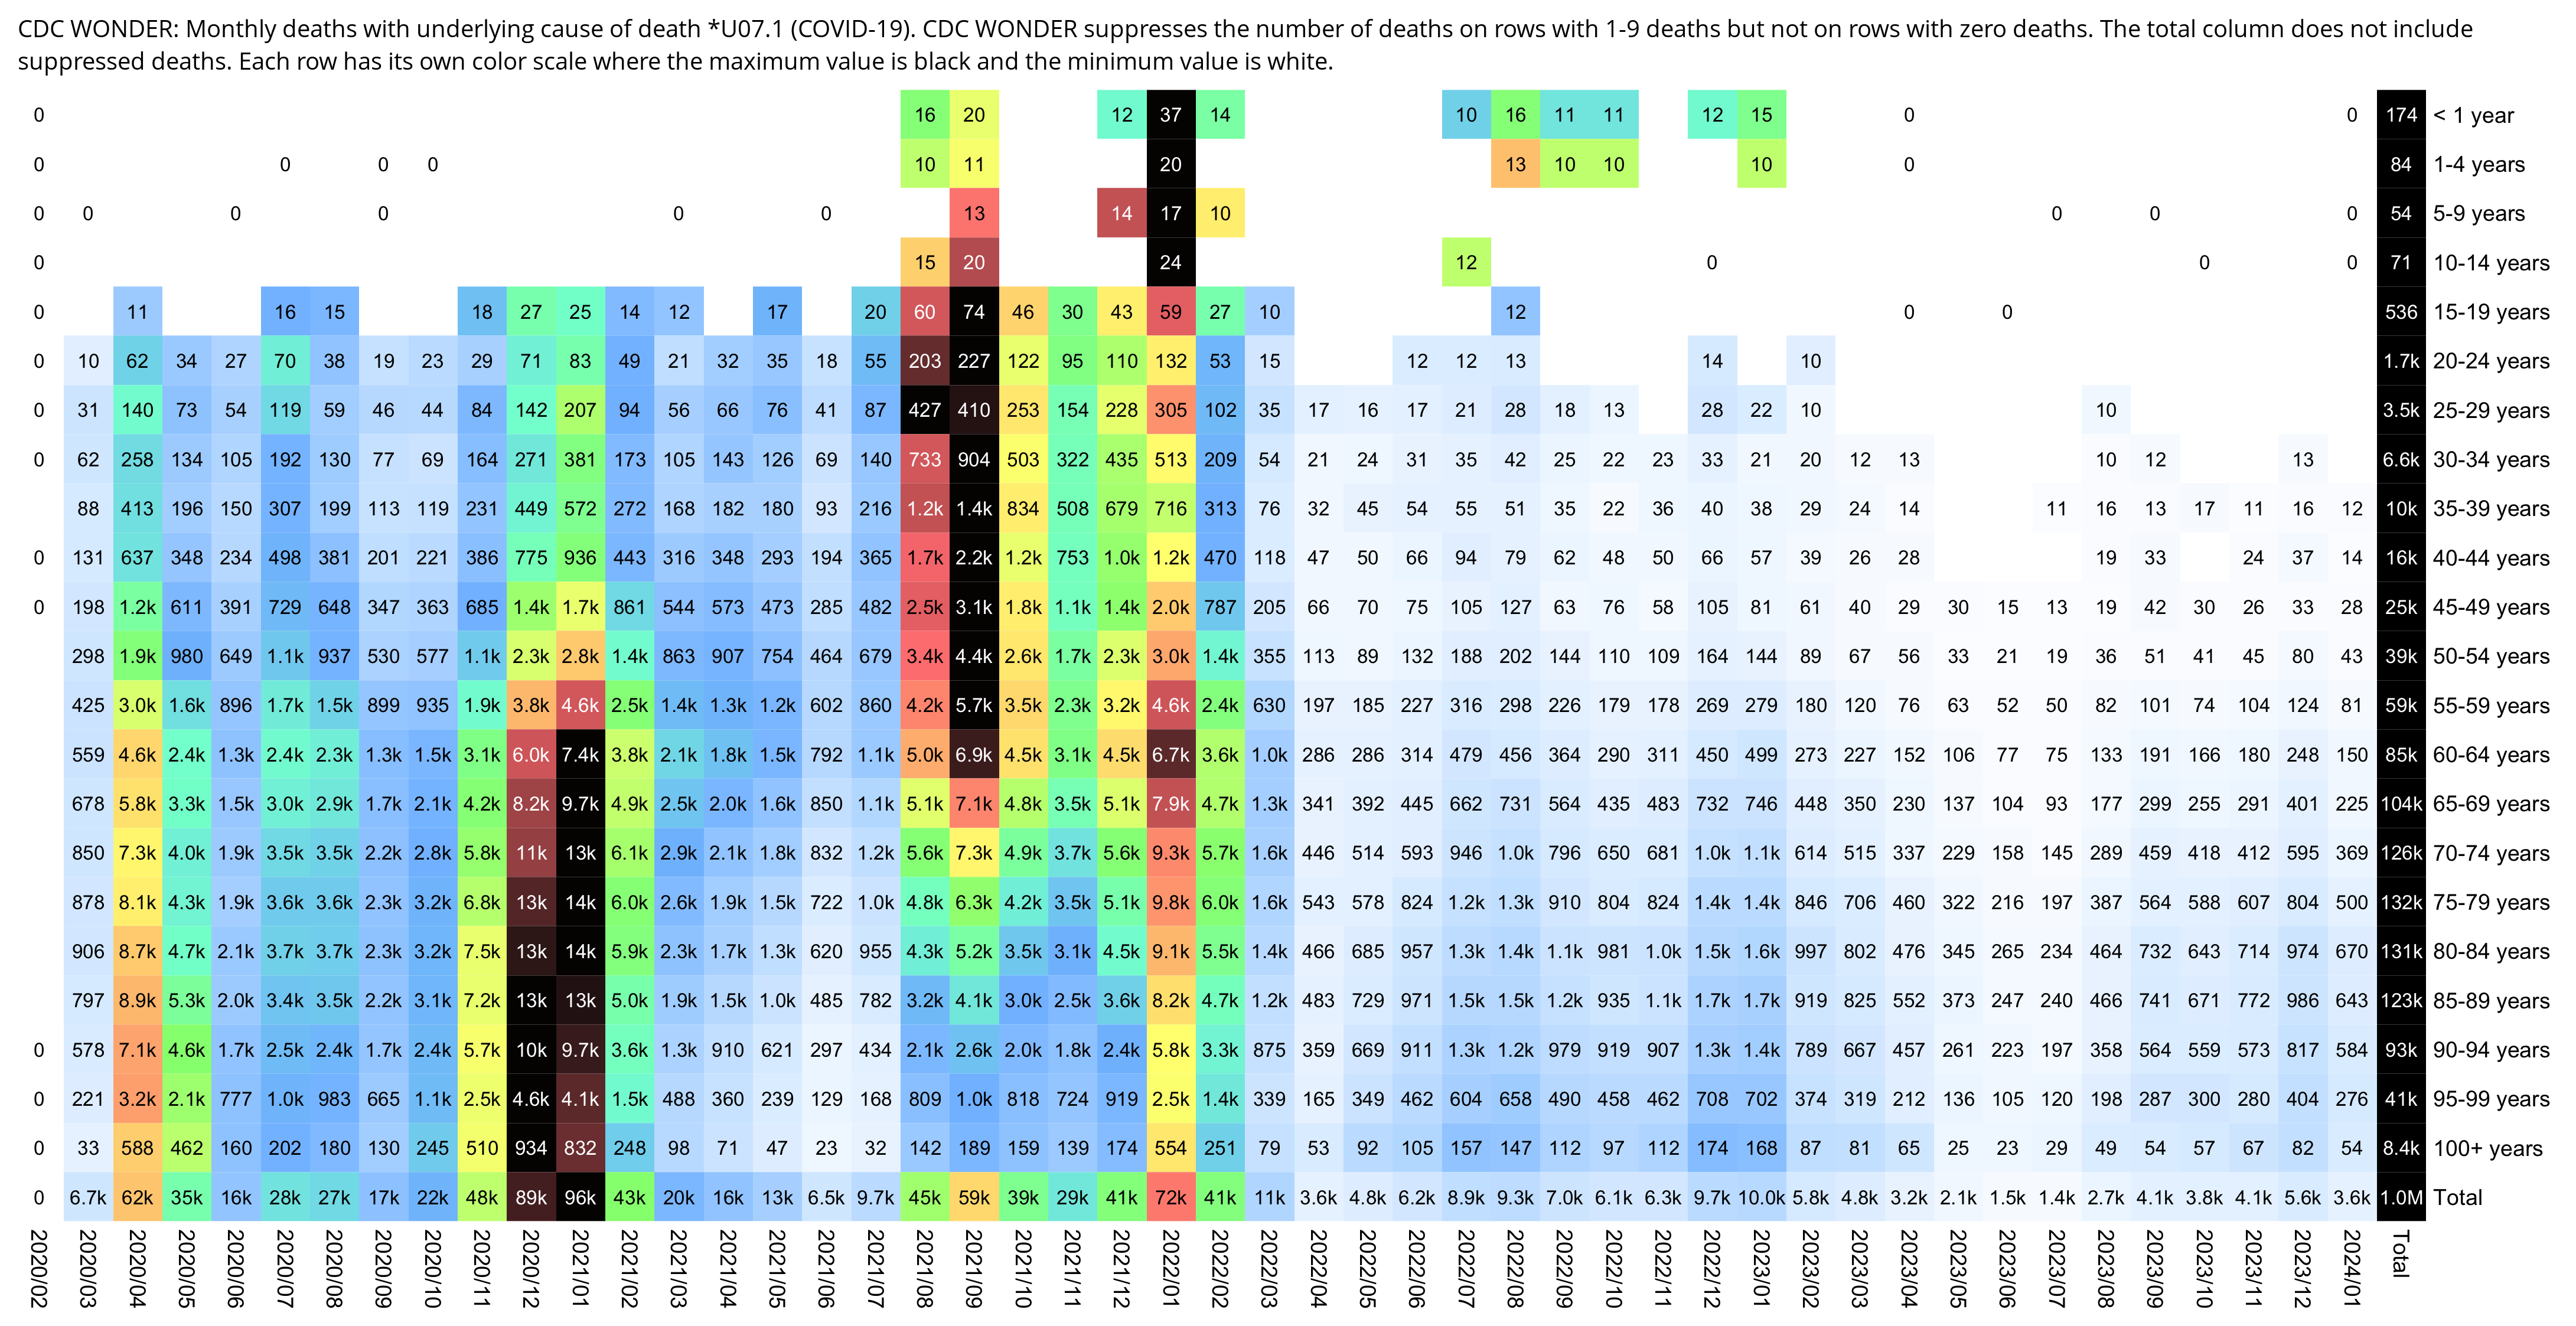 CDC WONDER: Monthly deaths with underlying cause of death *U07.1 (COVID-19). CDC WONDER suppresses the number of deaths on rows with 1-9 deaths but not on rows with zero deaths. The total column does not include
suppressed deaths. Each row has its own color scale where the maximum value is black and the minimum value is white.
0 16 20 12 37 14 10 16 11 11 12 15 0 0 174 < 1 year
0 0 0 0 10 11 20 13 10 10 10 0 84 1-4 years
0 0 0 0 0 0 13 14 17 10 0 0 0 54 5-9 years
0 15 20 24 12 0 0 0 71 10-14 years
0 11 16 15 18 27 25 14 12 17 20 60 74 46 30 43 59 27 10 12 0 0 536 15-19 years
0 10 62 34 27 70 38 19 23 29 71 83 49 21 32 35 18 55 203 227 122 95 110 132 53 15 12 12 13 14 10 1.7k 20-24 years
0 31 140 73 54 119 59 46 44 84 142 207 94 56 66 76 41 87 427 410 253 154 228 305 102 35 17 16 17 21 28 18 13 28 22 10 10 3.5k 25-29 years
0 62 258 134 105 192 130 77 69 164 271 381 173 105 143 126 69 140 733 904 503 322 435 513 209 54 21 24 31 35 42 25 22 23 33 21 20 12 13 10 12 13 6.6k 30-34 years
88 413 196 150 307 199 113 119 231 449 572 272 168 182 180 93 216 1.2k 1.4k 834 508 679 716 313 76 32 45 54 55 51 35 22 36 40 38 29 24 14 11 16 13 17 11 16 12 10k 35-39 years
0 131 637 348 234 498 381 201 221 386 775 936 443 316 348 293 194 365 1.7k 2.2k 1.2k 753 1.0k 1.2k 470 118 47 50 66 94 79 62 48 50 66 57 39 26 28 19 33 24 37 14 16k 40-44 years
0 198 1.2k 611 391 729 648 347 363 685 1.4k 1.7k 861 544 573 473 285 482 2.5k 3.1k 1.8k 1.1k 1.4k 2.0k 787 205 66 70 75 105 127 63 76 58 105 81 61 40 29 30 15 13 19 42 30 26 33 28 25k 45-49 years
298 1.9k 980 649 1.1k 937 530 577 1.1k 2.3k 2.8k 1.4k 863 907 754 464 679 3.4k 4.4k 2.6k 1.7k 2.3k 3.0k 1.4k 355 113 89 132 188 202 144 110 109 164 144 89 67 56 33 21 19 36 51 41 45 80 43 39k 50-54 years
425 3.0k 1.6k 896 1.7k 1.5k 899 935 1.9k 3.8k 4.6k 2.5k 1.4k 1.3k 1.2k 602 860 4.2k 5.7k 3.5k 2.3k 3.2k 4.6k 2.4k 630 197 185 227 316 298 226 179 178 269 279 180 120 76 63 52 50 82 101 74 104 124 81 59k 55-59 years
559 4.6k 2.4k 1.3k 2.4k 2.3k 1.3k 1.5k 3.1k 6.0k 7.4k 3.8k 2.1k 1.8k 1.5k 792 1.1k 5.0k 6.9k 4.5k 3.1k 4.5k 6.7k 3.6k 1.0k 286 286 314 479 456 364 290 311 450 499 273 227 152 106 77 75 133 191 166 180 248 150 85k 60-64 years
678 5.8k 3.3k 1.5k 3.0k 2.9k 1.7k 2.1k 4.2k 8.2k 9.7k 4.9k 2.5k 2.0k 1.6k 850 1.1k 5.1k 7.1k 4.8k 3.5k 5.1k 7.9k 4.7k 1.3k 341 392 445 662 731 564 435 483 732 746 448 350 230 137 104 93 177 299 255 291 401 225 104k 65-69 years
850 7.3k 4.0k 1.9k 3.5k 3.5k 2.2k 2.8k 5.8k 11k 13k 6.1k 2.9k 2.1k 1.8k 832 1.2k 5.6k 7.3k 4.9k 3.7k 5.6k 9.3k 5.7k 1.6k 446 514 593 946 1.0k 796 650 681 1.0k 1.1k 614 515 337 229 158 145 289 459 418 412 595 369 126k 70-74 years
878 8.1k 4.3k 1.9k 3.6k 3.6k 2.3k 3.2k 6.8k 13k 14k 6.0k 2.6k 1.9k 1.5k 722 1.0k 4.8k 6.3k 4.2k 3.5k 5.1k 9.8k 6.0k 1.6k 543 578 824 1.2k 1.3k 910 804 824 1.4k 1.4k 846 706 460 322 216 197 387 564 588 607 804 500 132k 75-79 years
906 8.7k 4.7k 2.1k 3.7k 3.7k 2.3k 3.2k 7.5k 13k 14k 5.9k 2.3k 1.7k 1.3k 620 955 4.3k 5.2k 3.5k 3.1k 4.5k 9.1k 5.5k 1.4k 466 685 957 1.3k 1.4k 1.1k 981 1.0k 1.5k 1.6k 997 802 476 345 265 234 464 732 643 714 974 670 131k 80-84 years
797 8.9k 5.3k 2.0k 3.4k 3.5k 2.2k 3.1k 7.2k 13k 13k 5.0k 1.9k 1.5k 1.0k 485 782 3.2k 4.1k 3.0k 2.5k 3.6k 8.2k 4.7k 1.2k 483 729 971 1.5k 1.5k 1.2k 935 1.1k 1.7k 1.7k 919 825 552 373 247 240 466 741 671 772 986 643 123k 85-89 years
0 578 7.1k 4.6k 1.7k 2.5k 2.4k 1.7k 2.4k 5.7k 10k 9.7k 3.6k 1.3k 910 621 297 434 2.1k 2.6k 2.0k 1.8k 2.4k 5.8k 3.3k 875 359 669 911 1.3k 1.2k 979 919 907 1.3k 1.4k 789 667 457 261 223 197 358 564 559 573 817 584 93k 90-94 years
0 221 3.2k 2.1k 777 1.0k 983 665 1.1k 2.5k 4.6k 4.1k 1.5k 488 360 239 129 168 809 1.0k 818 724 919 2.5k 1.4k 339 165 349 462 604 658 490 458 462 708 702 374 319 212 136 105 120 198 287 300 280 404 276 41k 95-99 years
0 33 588 462 160 202 180 130 245 510 934 832 248 98 71 47 23 32 142 189 159 139 174 554 251 79 53 92 105 157 147 112 97 112 174 168 87 81 65 25 23 29 49 54 57 67 82 54 8.4k 100+ years
0 6.7k 62k 35k 16k 28k 27k 17k 22k 48k 89k 96k 43k 20k 16k 13k 6.5k 9.7k 45k 59k 39k 29k 41k 72k 41k 11k 3.6k 4.8k 6.2k 8.9k 9.3k 7.0k 6.1k 6.3k 9.7k 10.0k 5.8k 4.8k 3.2k 2.1k 1.5k 1.4k 2.7k 4.1k 3.8k 4.1k 5.6k 3.6k 1.0M Total
2020/02 2020/03 2020/04 2020/05 2020/06 2020/07 2020/08 2020/09 2020/10 2020/11 2020/12 2021/01 2021/02 2021/03 2021/04 2021/05 2021/06 2021/07 2021/08 2021/09 2021/10 2021/11 2021/12 2022/01 2022/02 2022/03 2022/04 2022/05 2022/06 2022/07 2022/08 2022/09 2022/10 2022/11 2022/12 2023/01 2023/02 2023/03 2023/04 2023/05 2023/06 2023/07 2023/08 2023/09 2023/10 2023/11 2023/12 2024/01 Total